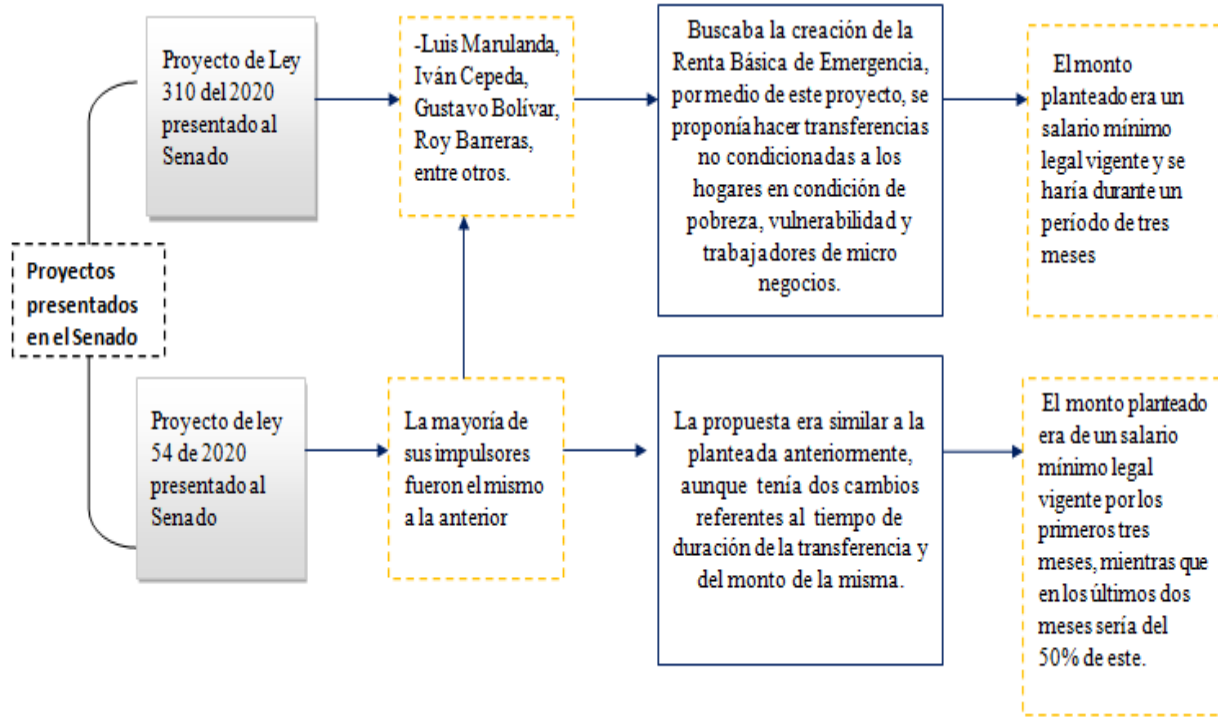 Proyectos
presentados
en el Senado
Proyecto de Ley
310 del 2020
presentado al
Senado
-Luis Marulanda,
Iván Cepeda,
Gustavo Bolívar,
Roy Barreras,
entre otros.
Buscaba la creación de la
Renta Básica de Emergencia,
por medio de este proyecto, se
proponía hacer transferencias
no condicionadas a los
hogares en condición de
pobreza, vulnerabilidad y
trabajadores de micro
negocios.
El monto
planteado era un
salario mínimo
legal vigente y se
haría durante un
período de tres
meses
Proyecto de ley
54 de 2020
presentado al
Senado
La mayoría de
sus impulsores
fueron el mismo
a la anterior
La propuesta era similar a la
planteada anteriormente,
aunque tenía dos cambios
referentes al tiempo de
duración de la transferencia y
del monto de la misma.
El monto planteado
era de un salario
mínimo legal
vigente por los
primeros tres
meses, mientras que
en los últimos dos
meses sería del
50% de este.